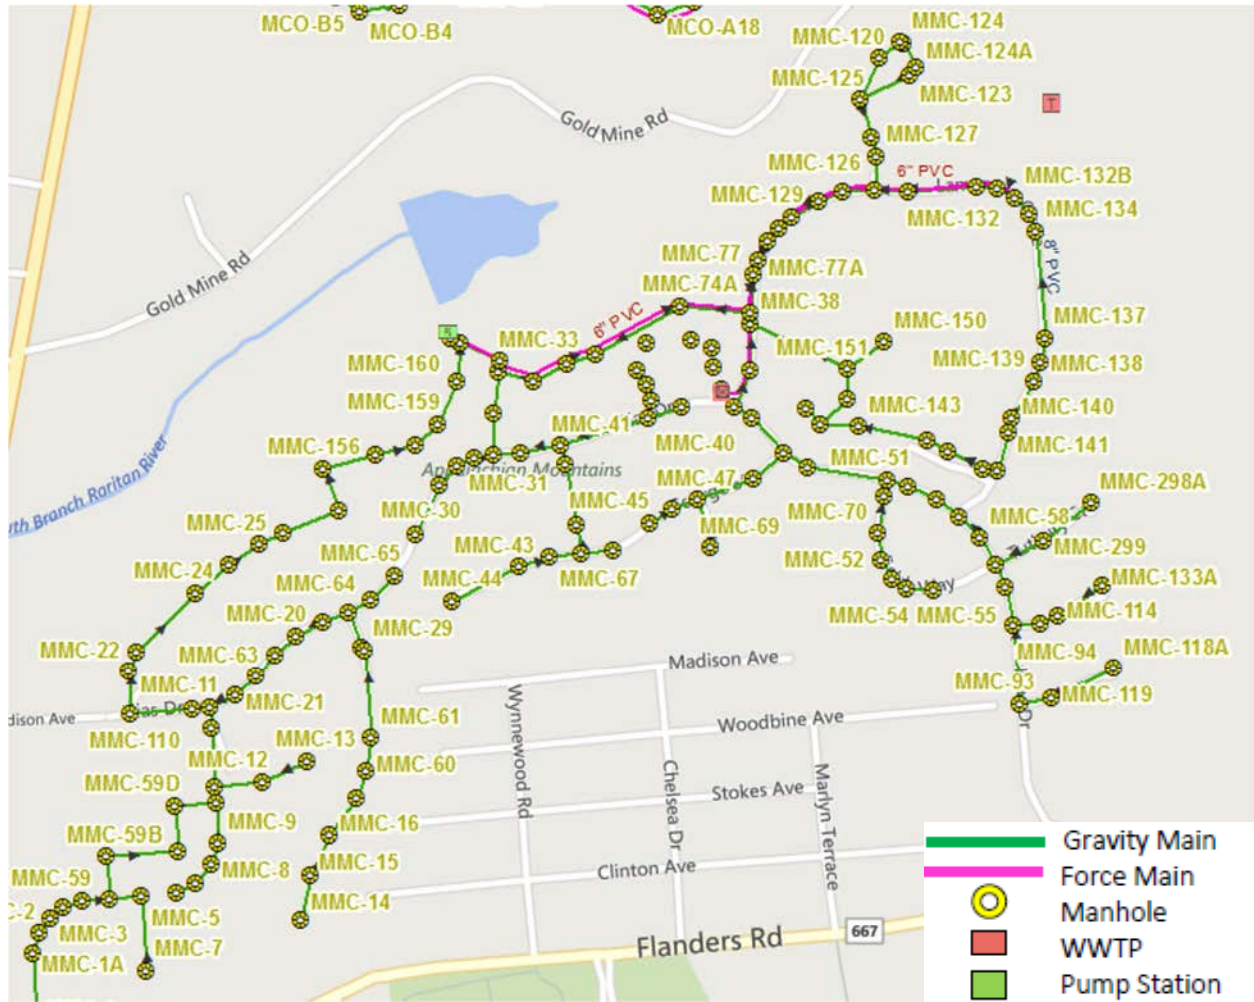 MCO-B5
MCO-B4
MCO-A18
MMC-124
MMC-120
MMC-124A
MMC-125
MMC-123
T
Gold Mine Rd
MMC-127
MMC-126
6" PVC
MMC-132B
MMC-129
MMC-132
MMC-134
MMC-77
MMC-77A
8" PVC
Gold Mine Rd
MMC-74A
MMC-38
MMC-33
6" PVC
MMC-150
MMC-137
MMC-160
MMC-151
MMC-139
MMC-138
MMC-159
MMC-41
MMC-143
MMC-140
MMC-156
MMC-40
MMC-141
Appalachian Mountains
MMC-31
MMC-47
MMC-51
MMC-298A
Branch Raritan River
MMC-30
MMC-45
MMC-25
MMC-70
MMC-58
MMC-69
MMC-65
MMC-43
MMC-299
MMC-24
MMC-64
MMC-44
MMC-67
MMC-52
Way
MMC-133A
MMC-20
MMC-29
MMC-54
MMC-55
MMC-114
MMC-22
MMC-63
Madison Ave
MMC-94
MMC-118A
MMC-11
MMC-21
MMC-93
MMC-119
dison Ave
Dr
MMC-61
Wynnewood Rd
Woodbine Ave
Dr
MMC-110
MMC-13
MMC-12
MMC-60
MMC-59D
Chelsea Dr
Stokes Ave
Marlyn Terrace
MMC-9
MMC-16
MMC-59B
MMC-15
Clinton Ave
MMC-8
MMC-59
MMC-14
C-2
MMC-5
MMC-3
MMC-7
MMC-1A
Flanders Rd
667
Gravity Main
Force Main
Manhole
WWTP
Pump Station